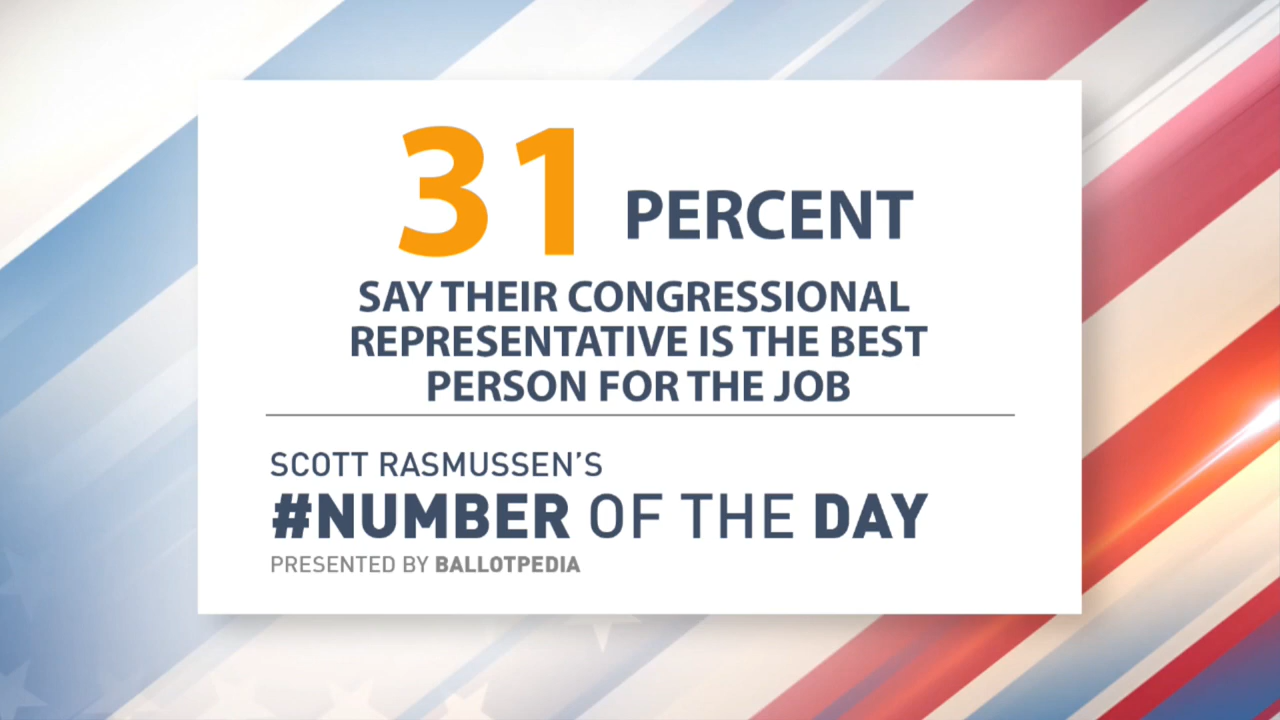 31 PERCENT
SAY THEIR CONGRESSIONAL
REPRESENTATIVE IS THE BEST
PERSON FOR THE JOB
SCOTT RASMUSSEN'S
#NUMBER OF THE DAY
PRESENTED BY BALLOTPEDIA